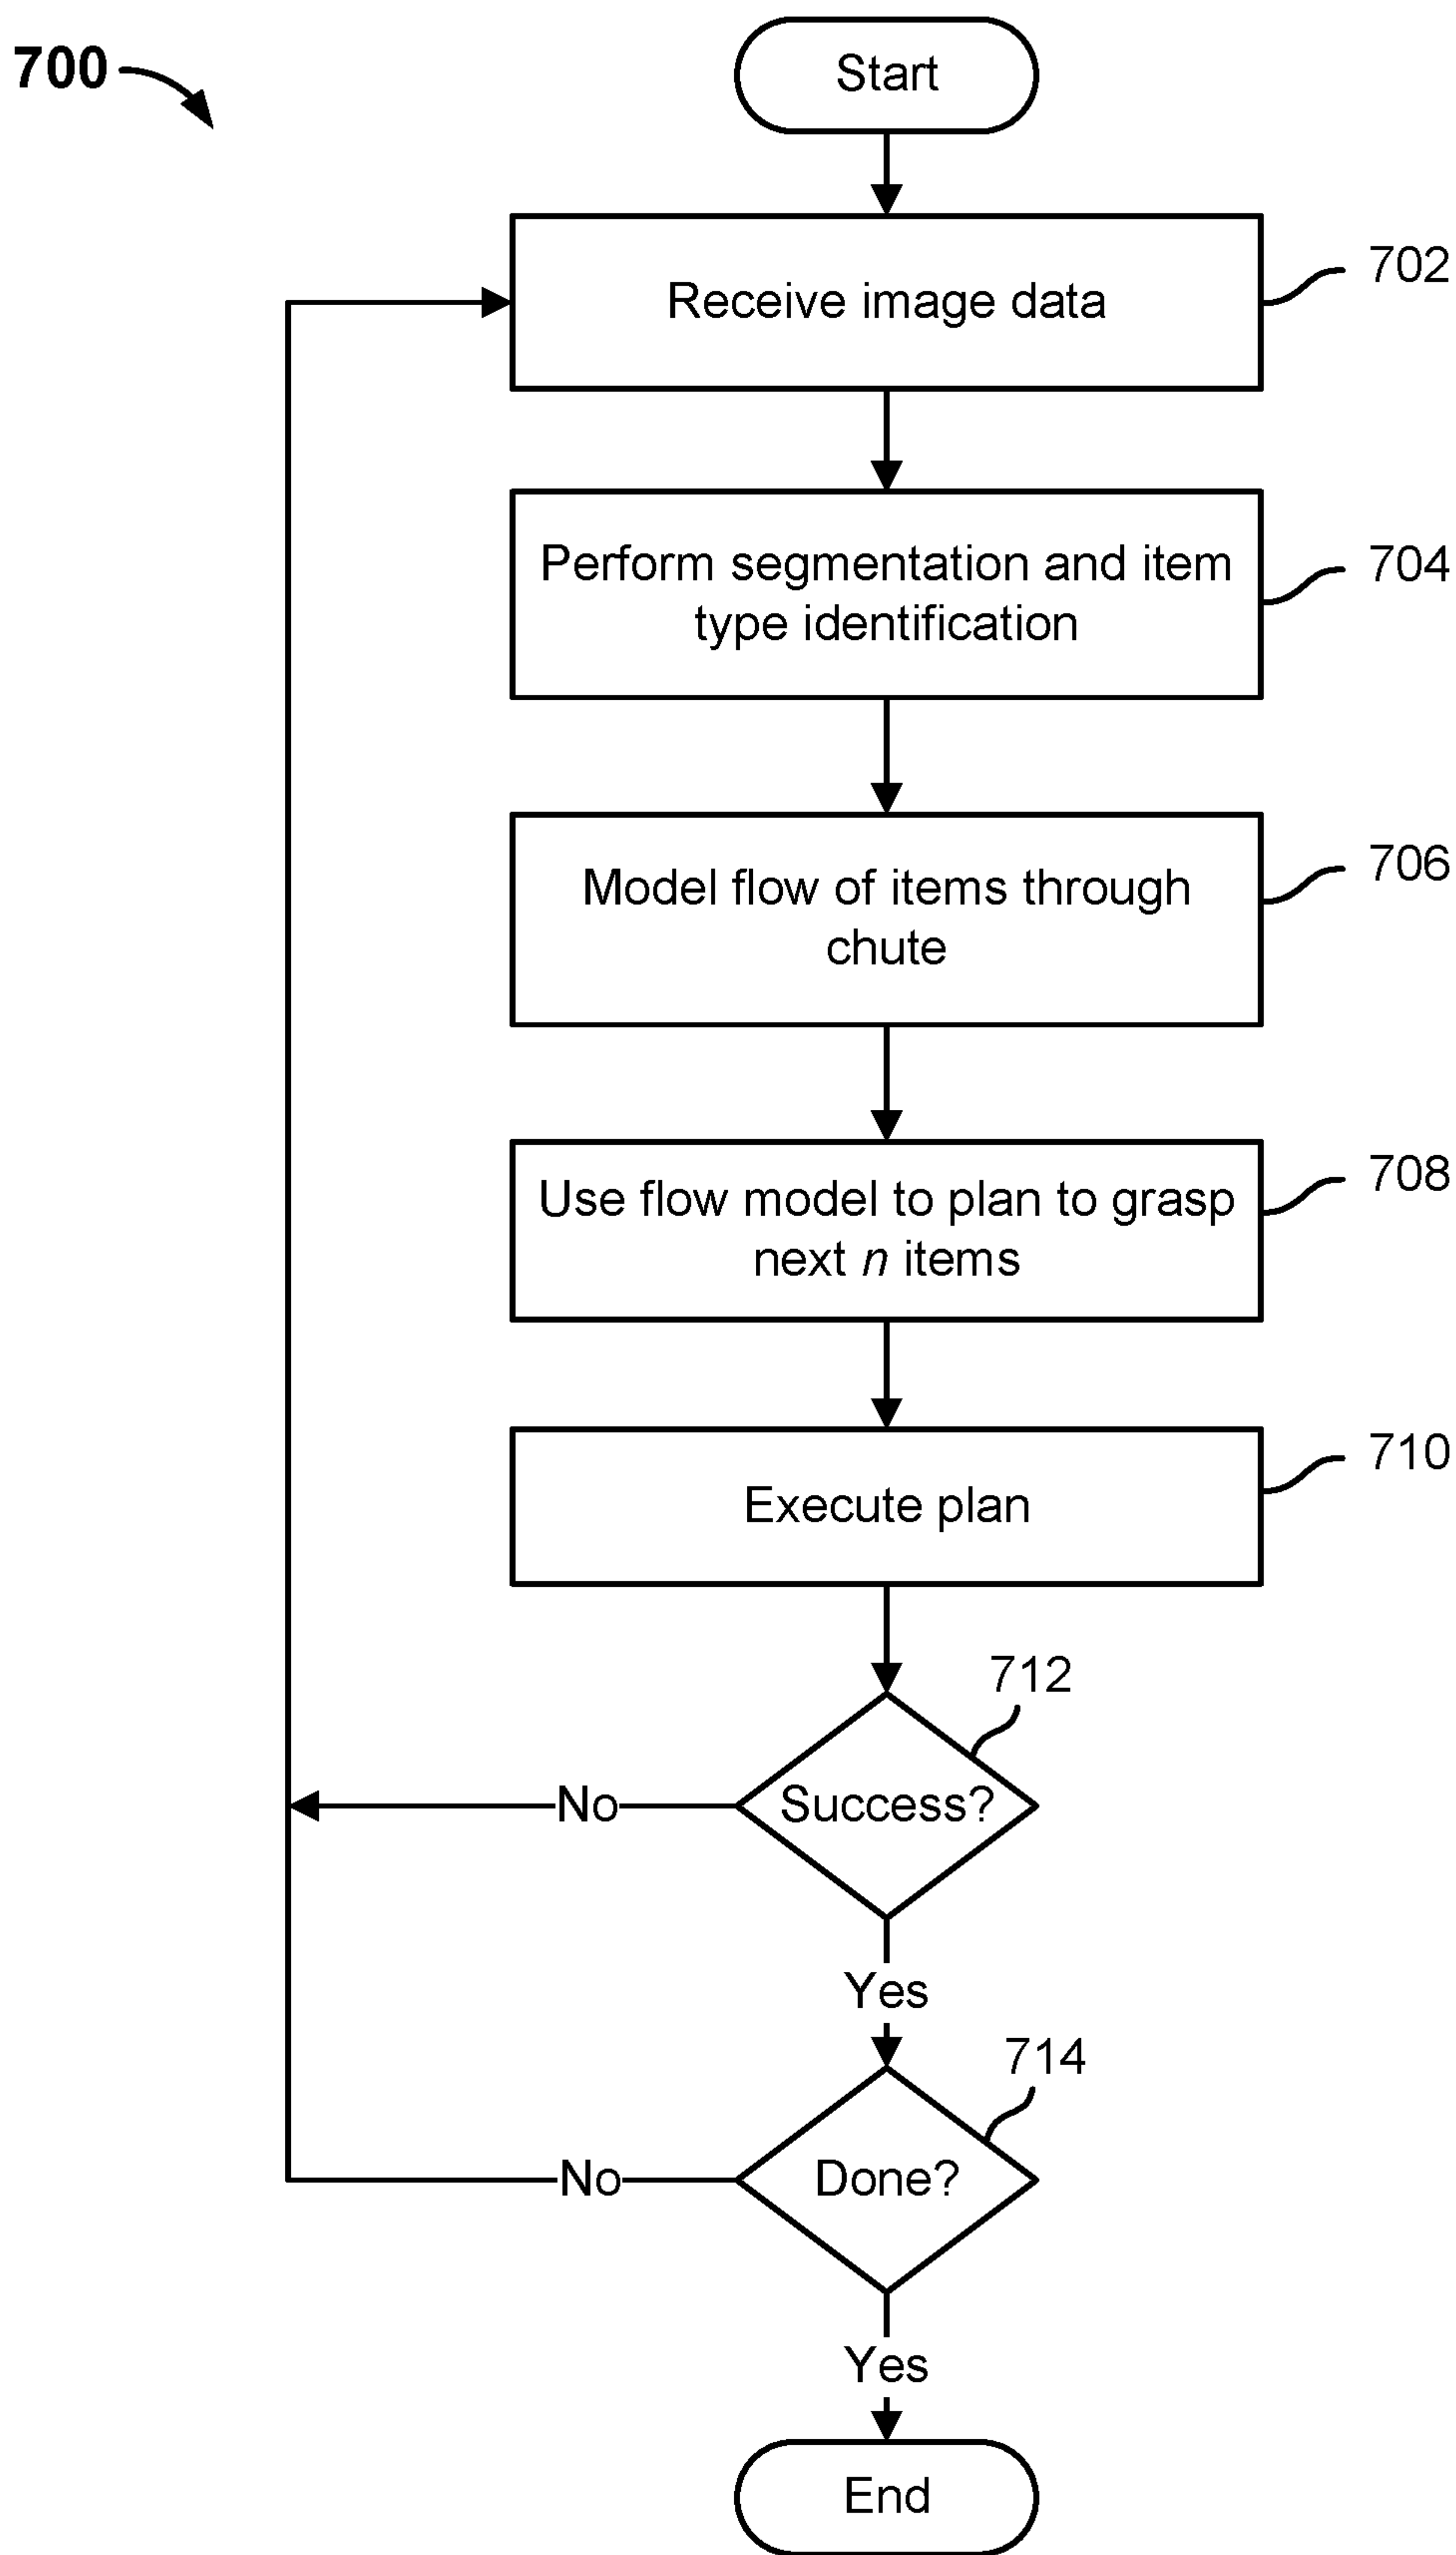 700
Start
Receive image data
702
Perform segmentation and item
type identification
704
Model flow of items through
chute
706
Use flow model to plan to grasp
next n items
708
Execute plan
710
712
Success?
No
Yes
714
Done?
No
Yes
End